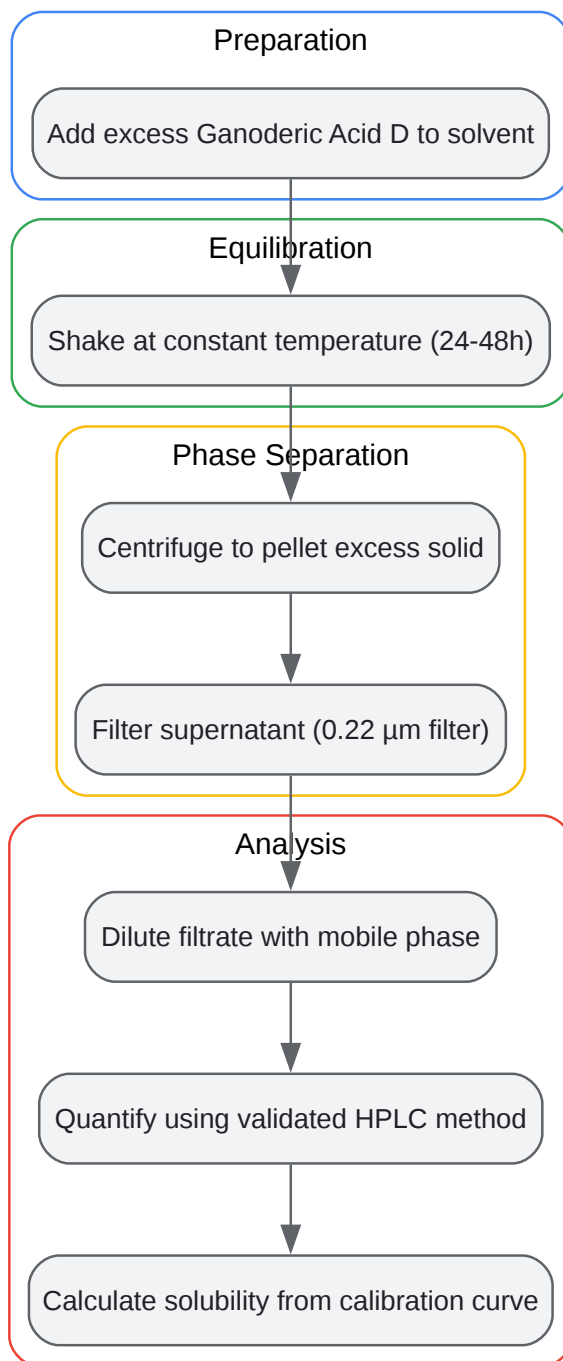 Preparation
Add excess Ganoderic Acid D to solvent
Equilibration
Shake at constant temperature (24-48h)
Phase Separation
Centrifuge to pellet excess solid
Filter supernatant (0.22 µm filter)
Analysis
Dilute filtrate with mobile phase
Quantify using validated HPLC method
Calculate solubility from calibration curve